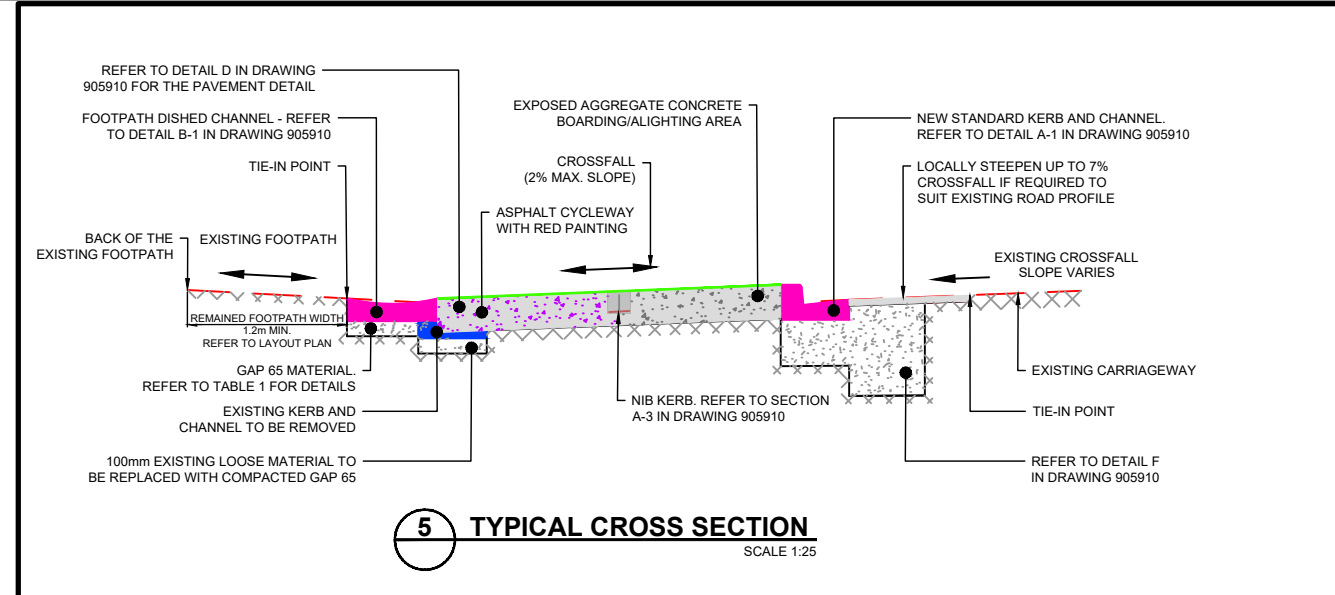 REFER TO DETAIL D IN DRAWING
905910 FOR THE PAVEMENT DETAIL
FOOTPATH DISHED CHANNEL - REFER
TO DETAIL B-1 IN DRAWING 905910
TIE-IN POINT
BACK OF THE
EXISTING FOOTPATH
EXISTING FOOTPATH
EXPOSED AGGREGATE CONCRETE
BOARDING/ALIGHTING AREA
CROSSFALL
(2% MAX. SLOPE)
ASPHALT CYCLEWAY
WITH RED PAINTING
NEW STANDARD KERB AND CHANNEL.
REFER TO DETAIL A-1 IN DRAWING 905910
LOCALLY STEEPEN UP TO 7%
CROSSFALL IF REQUIRED TO
SUIT EXISTING ROAD PROFILE
EXISTING CROSSFALL
SLOPE VARIES
REMAINED FOOTPATH WIDTH
1.2m MIN.
REFER TO LAYOUT PLAN
GAP 65 MATERIAL.
REFER TO TABLE 1 FOR DETAILS
EXISTING KERB AND
CHANNEL TO BE REMOVED
100mm EXISTING LOOSE MATERIAL TO
BE REPLACED WITH COMPACTED GAP 65
NIB KERB. REFER TO SECTION
A-3 IN DRAWING 905910
EXISTING CARRIAGEWAY
TIE-IN POINT
REFER TO DETAIL F
IN DRAWING 905910
5 TYPICAL CROSS SECTION
SCALE 1:25